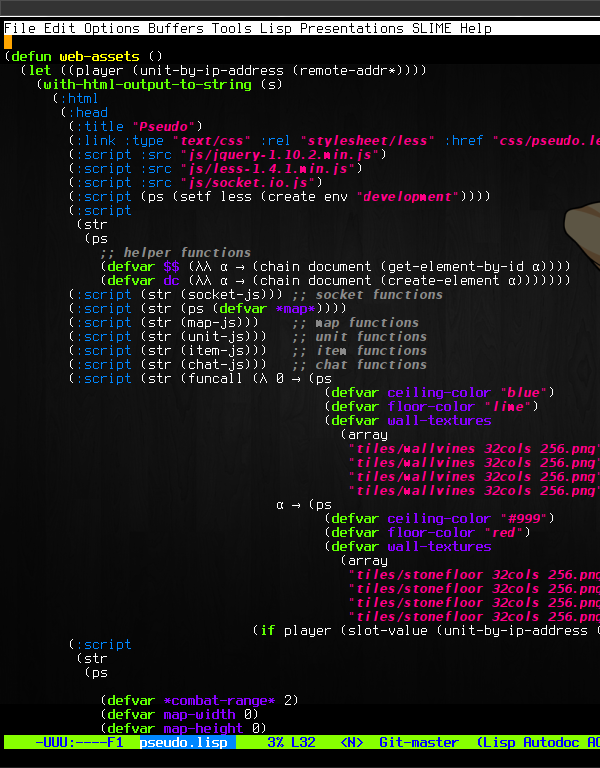 File Edit Options Buffers Tools Lisp Presentations SLIME Help
(defun web-assets ()
(let ((player (unit-by-ip-address (remote-addr*))))
(with-html-output-to-string (s)
(:html
(:head
(:title "Pseudo")
(:link :type "text/css" :rel "stylesheet/less" :href "css/pseudo.le
(:script :src "js/jquery-1.10.2.min.js")
(:script :src "js/less-1.4.1.min.js")
(:script :src "js/socket.io.js")
(:script (ps (setf less (create env "development"))))
(:script
(str
(ps
;; helper functions
(defvar $$ (λλ α → (chain document (get-element-by-id α))))
(defvar dc (λλ α → (chain document (create-element α)))))))
(:script (str (socket-js))) ;; socket functions
(:script (str (ps (defvar *map*))))
(:script (str (map-js))) ;; map functions
(:script (str (unit-js))) ;; unit functions
(:script (str (item-js))) ;; item functions
(:script (str (chat-js))) ;; chat functions
(:script (str (funcall (λ 0 → (ps
(defvar ceiling-color "blue")
(defvar floor-color "lime")
(defvar wall-textures
(array
"tiles/wallvines 32cols 256.png"
"tiles/wallvines 32cols 256.png"
"tiles/wallvines 32cols 256.png"
"tiles/wallvines 32cols 256.png"
α → (ps
(defvar ceiling-color "#999")
(defvar floor-color "red")
(defvar wall-textures
(array
"tiles/stonefloor 32cols 256.pn
"tiles/stonefloor 32cols 256.pn
"tiles/stonefloor 32cols 256.pn
"tiles/stonefloor 32cols 256.pn
(if player (slot-value (unit-by-ip-address (
(:script
(str
(ps
(defvar *combat-range* 2)
(defvar map-width 0)
(defvar map-height 0)
-UUU:----F1 pseudo.lisp 3% L32 <N> Git-master (Lisp Autodoc AC